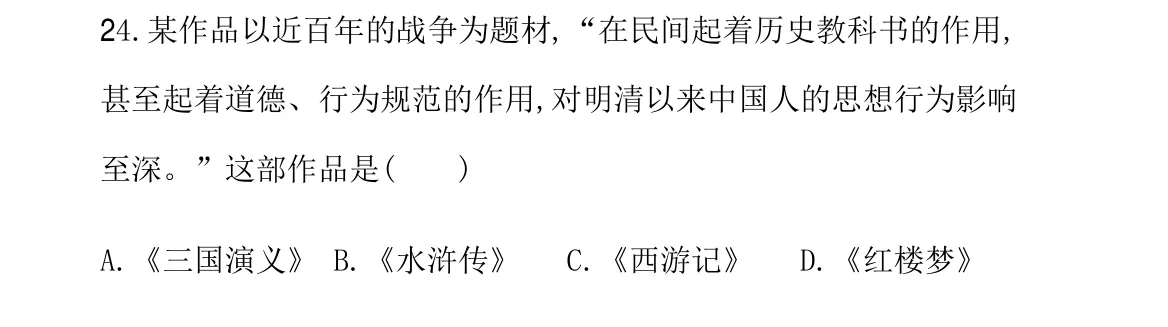 24.某作品以近百年的战争为题材,“在民间起着历史教科书的作用,
甚至起着道德、行为规范的作用,对明清以来中国人的思想行为影响
至深。”这部作品是(    )
A.《三国演义》 B.《水浒传》  C.《西游记》  D.《红楼梦》